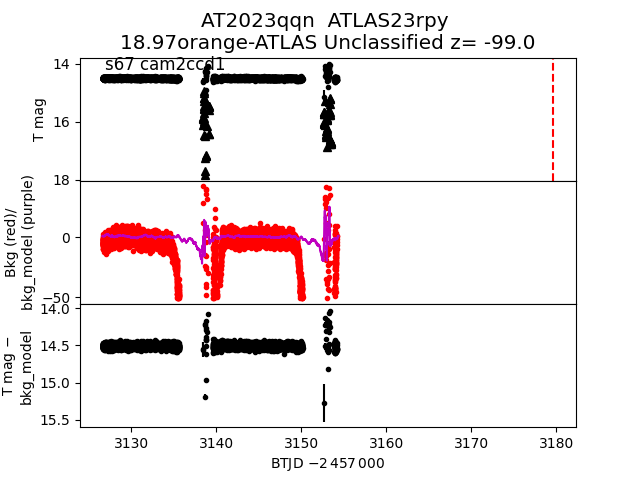 AT2023qqn ATLAS23rpy
18.97orange-ATLAS Unclassified z= -99.0
s67 cam2ccd1
14
16
18
T mag
0
−50
Bkg (red)/
bkg_model (purple)
14.0
14.5
15.0
15.5
T mag −
bkg_model
3130
3140
3150
3160
3170
3180
BTJD −2 457 000